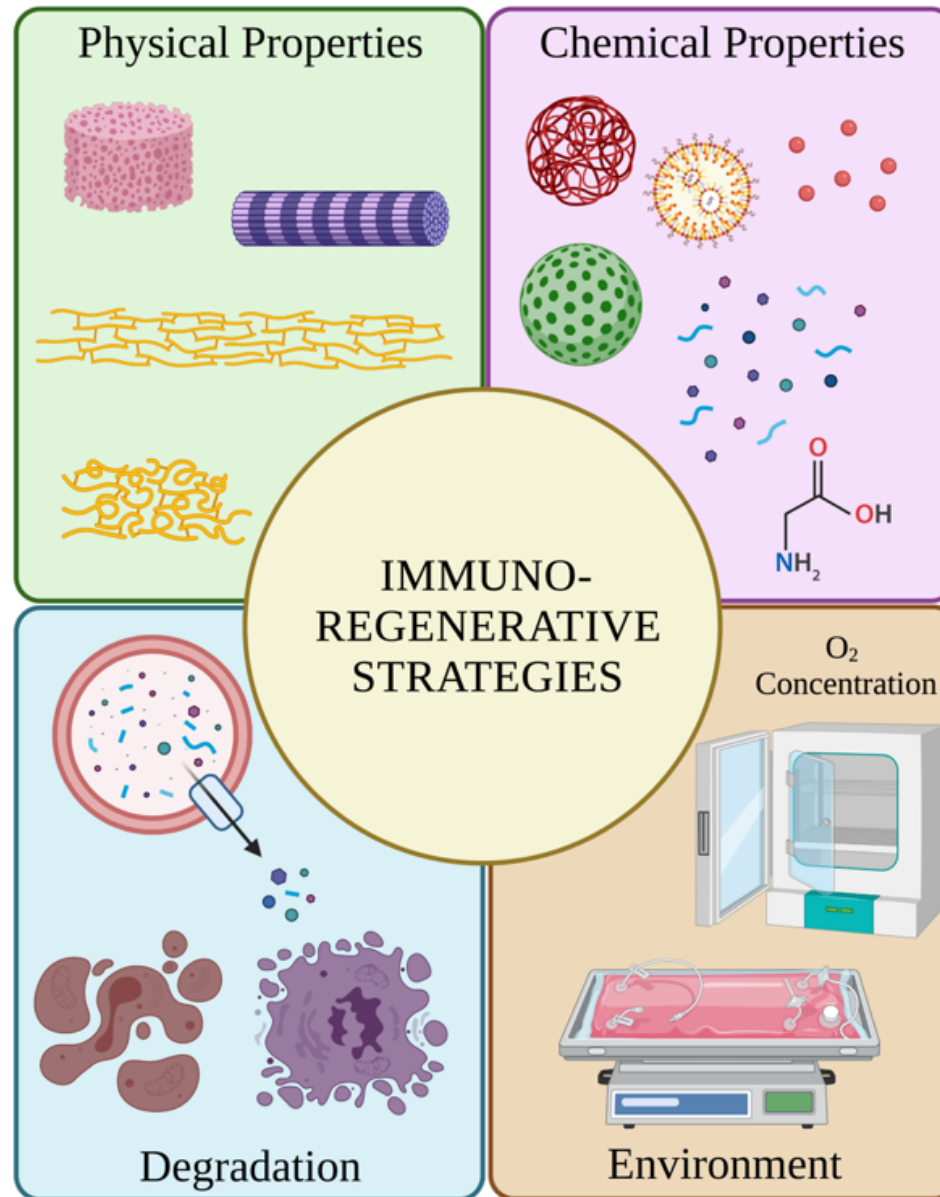 Physical Properties
Chemical Properties
O
OH
NH₂
IMMUNO-
REGENERATIVE
STRATEGIES
O₂
Concentration
Degradation
Environment